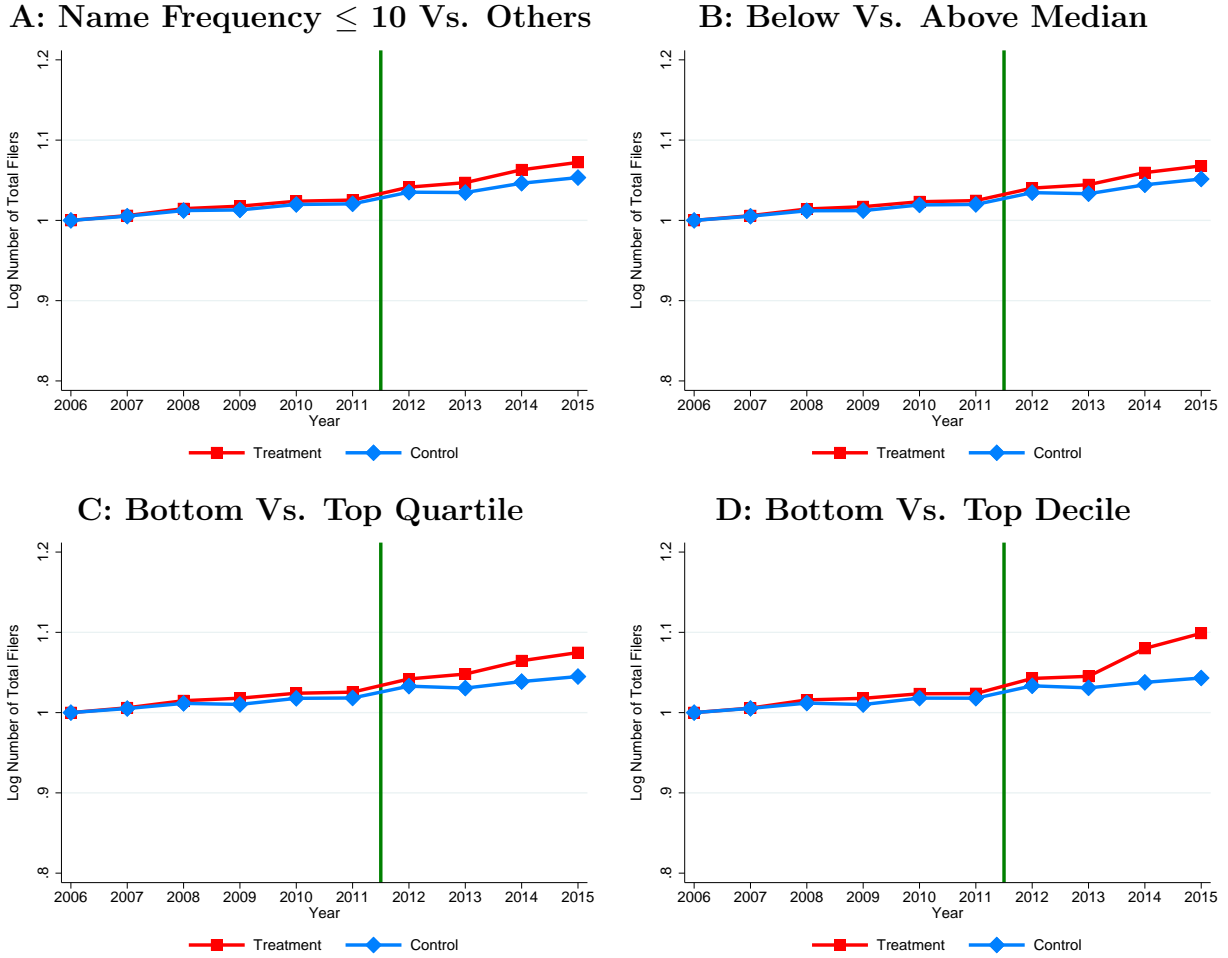 A: Name Frequency ≤ 10 Vs. Others
Log Number of Total Filers
1.2
1.1
1
.9
.8
2006 2007 2008 2009 2010 2011 2012 2013 2014 2015
Year
Treatment Control
B: Below Vs. Above Median
Log Number of Total Filers
1.2
1.1
1
.9
.8
2006 2007 2008 2009 2010 2011 2012 2013 2014 2015
Year
Treatment Control
C: Bottom Vs. Top Quartile
Log Number of Total Filers
1.2
1.1
1
.9
.8
2006 2007 2008 2009 2010 2011 2012 2013 2014 2015
Year
Treatment Control
D: Bottom Vs. Top Decile
Log Number of Total Filers
1.2
1.1
1
.9
.8
2006 2007 2008 2009 2010 2011 2012 2013 2014 2015
Year
Treatment Control